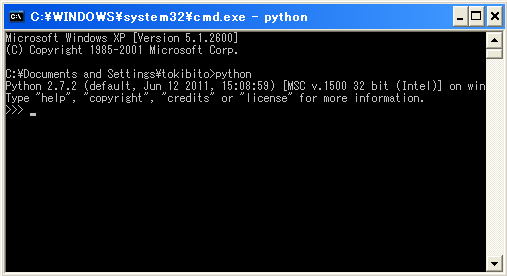 C:¥WINDOWS¥system32¥cmd.exe - python
Microsoft Windows XP [Version 5.1.2600]
(C) Copyright 1985-2001 Microsoft Corp.
C:¥Documents and Settings¥tokibito>python
Python 2.7.2 (default, Jun 12 2011, 15:08:59) [MSC v.1500 32 bit (Intel)] on win
Type "help", "copyright", "credits" or "license" for more information.
>>> _